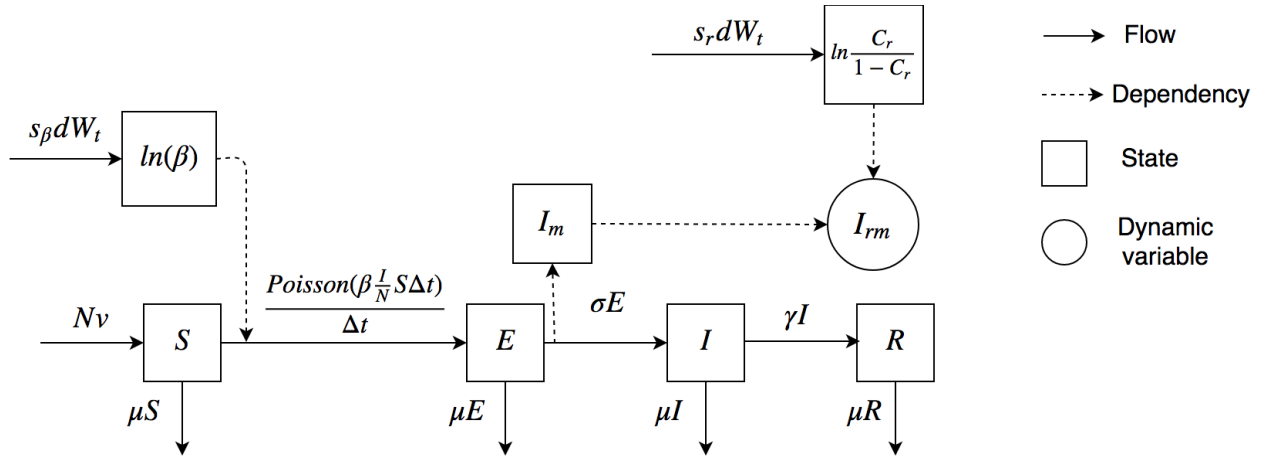 s_r dW_t
ln C_r / (1 − C_r)
Flow
Dependency
s_β dW_t
ln(β)
State
I_m
I_rm
Dynamic
variable
Nν
S
Poisson(β I/N SΔt) / Δt
E
σE
I
γI
R
μS
μE
μI
μR